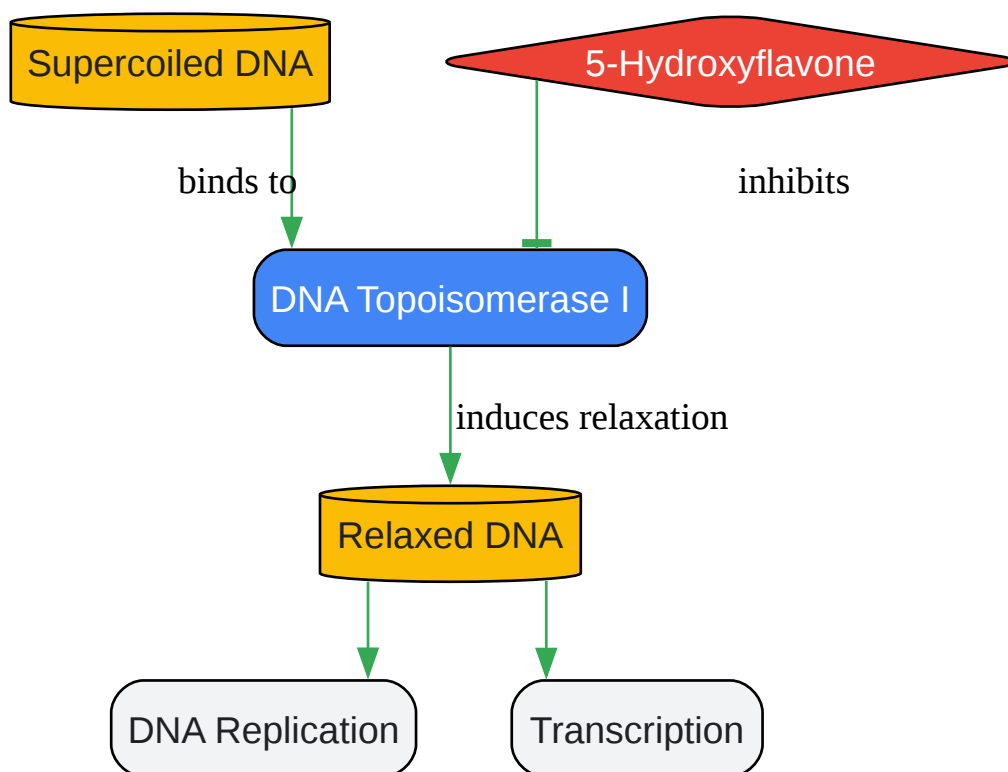 Supercoiled DNA
5-Hydroxyflavone
binds to
inhibits
DNA Topoisomerase I
induces relaxation
Relaxed DNA
DNA Replication
Transcription